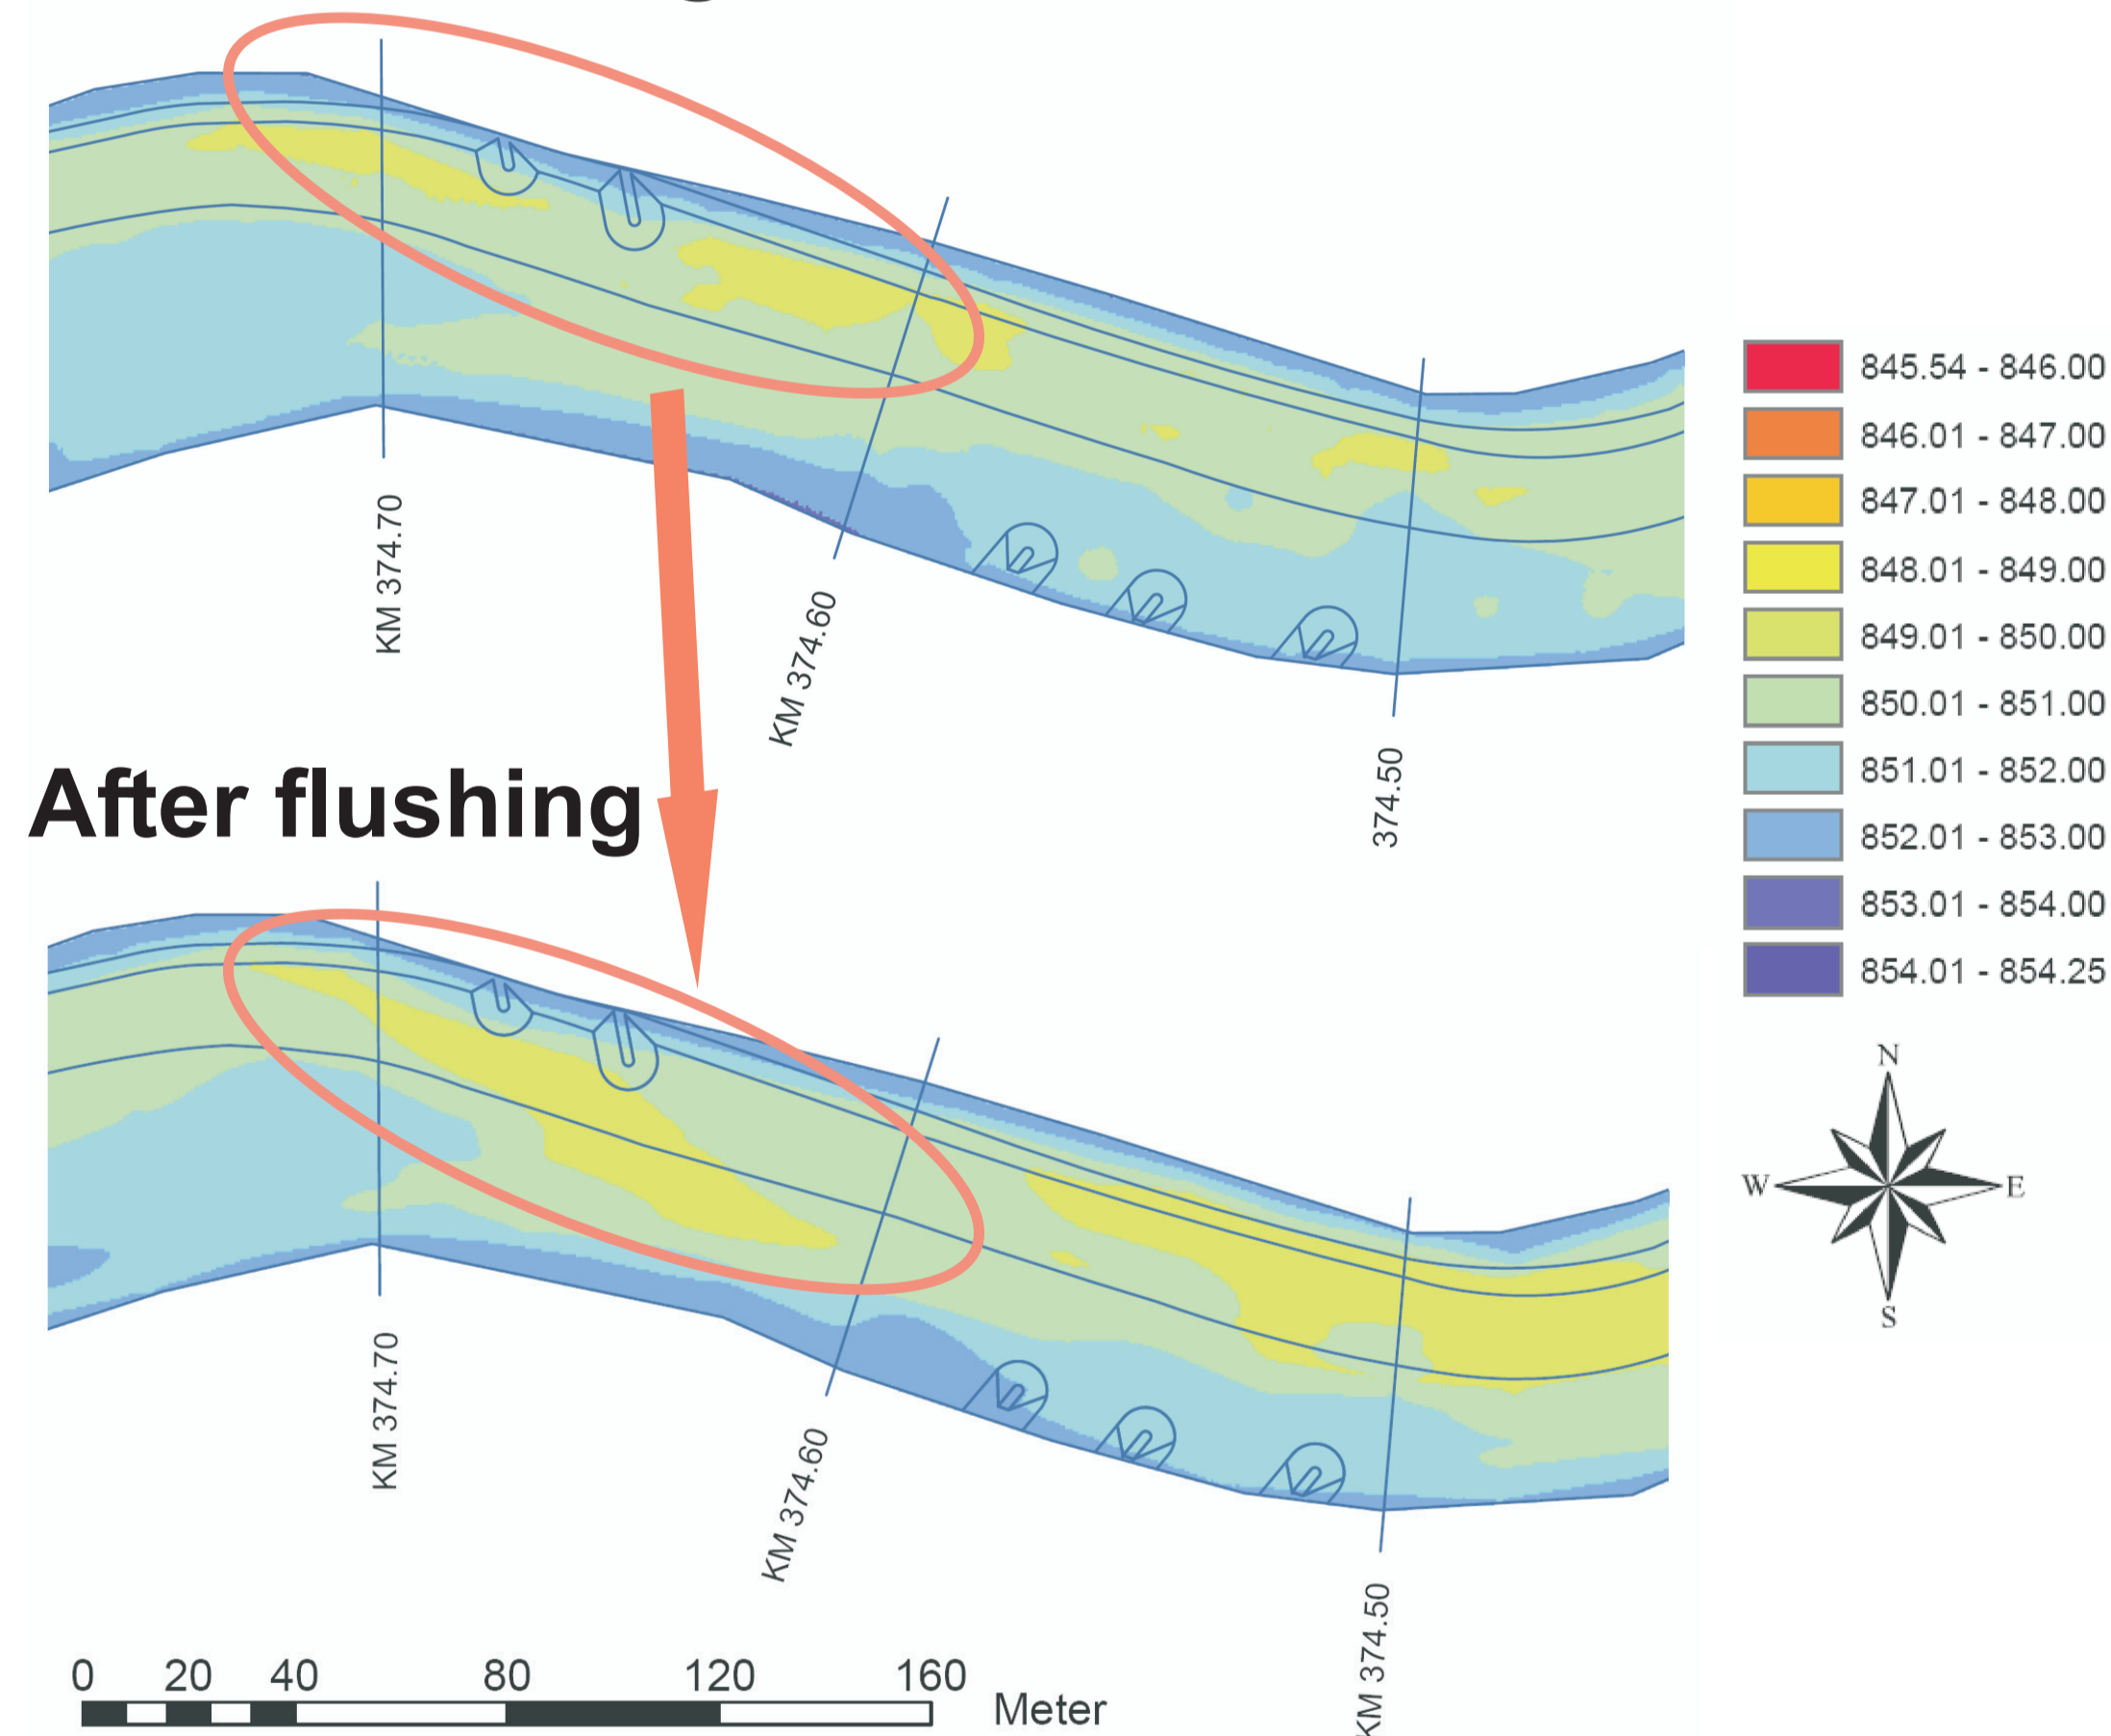 KM 374.70
KM 374.60
374.50
845.54 - 846.00
846.01 - 847.00
847.01 - 848.00
848.01 - 849.00
849.01 - 850.00
850.01 - 851.00
851.01 - 852.00
852.01 - 853.00
853.01 - 854.00
854.01 - 854.25
After flushing
N
W
E
S
KM 374.70
KM 374.60
KM 374.50
0 20 40 80 120 160
Meter